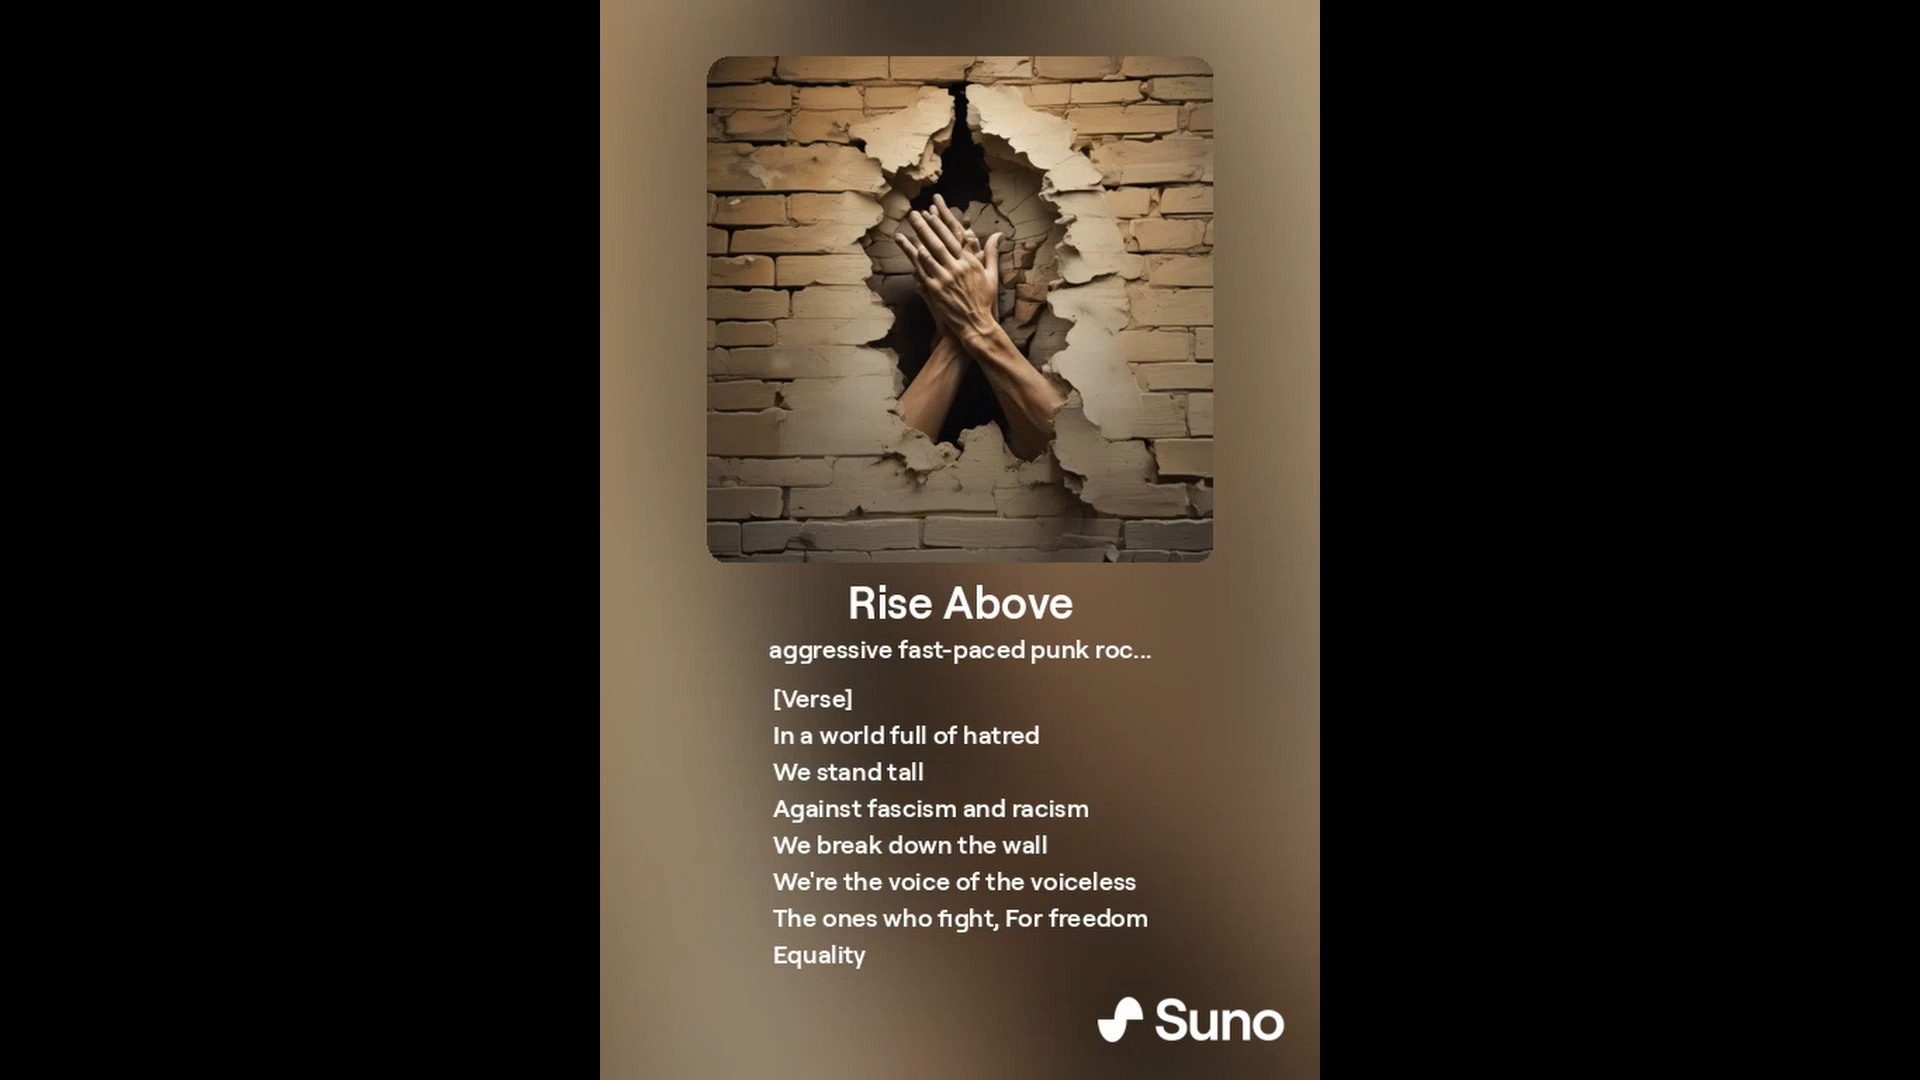 Rise Above
aggressive fast-paced punk roc...
[Verse]
In a world full of hatred
We stand tall
Against fascism and racism
We break down the wall
We're the voice of the voiceless
The ones who fight, For freedom
Equality
Suno